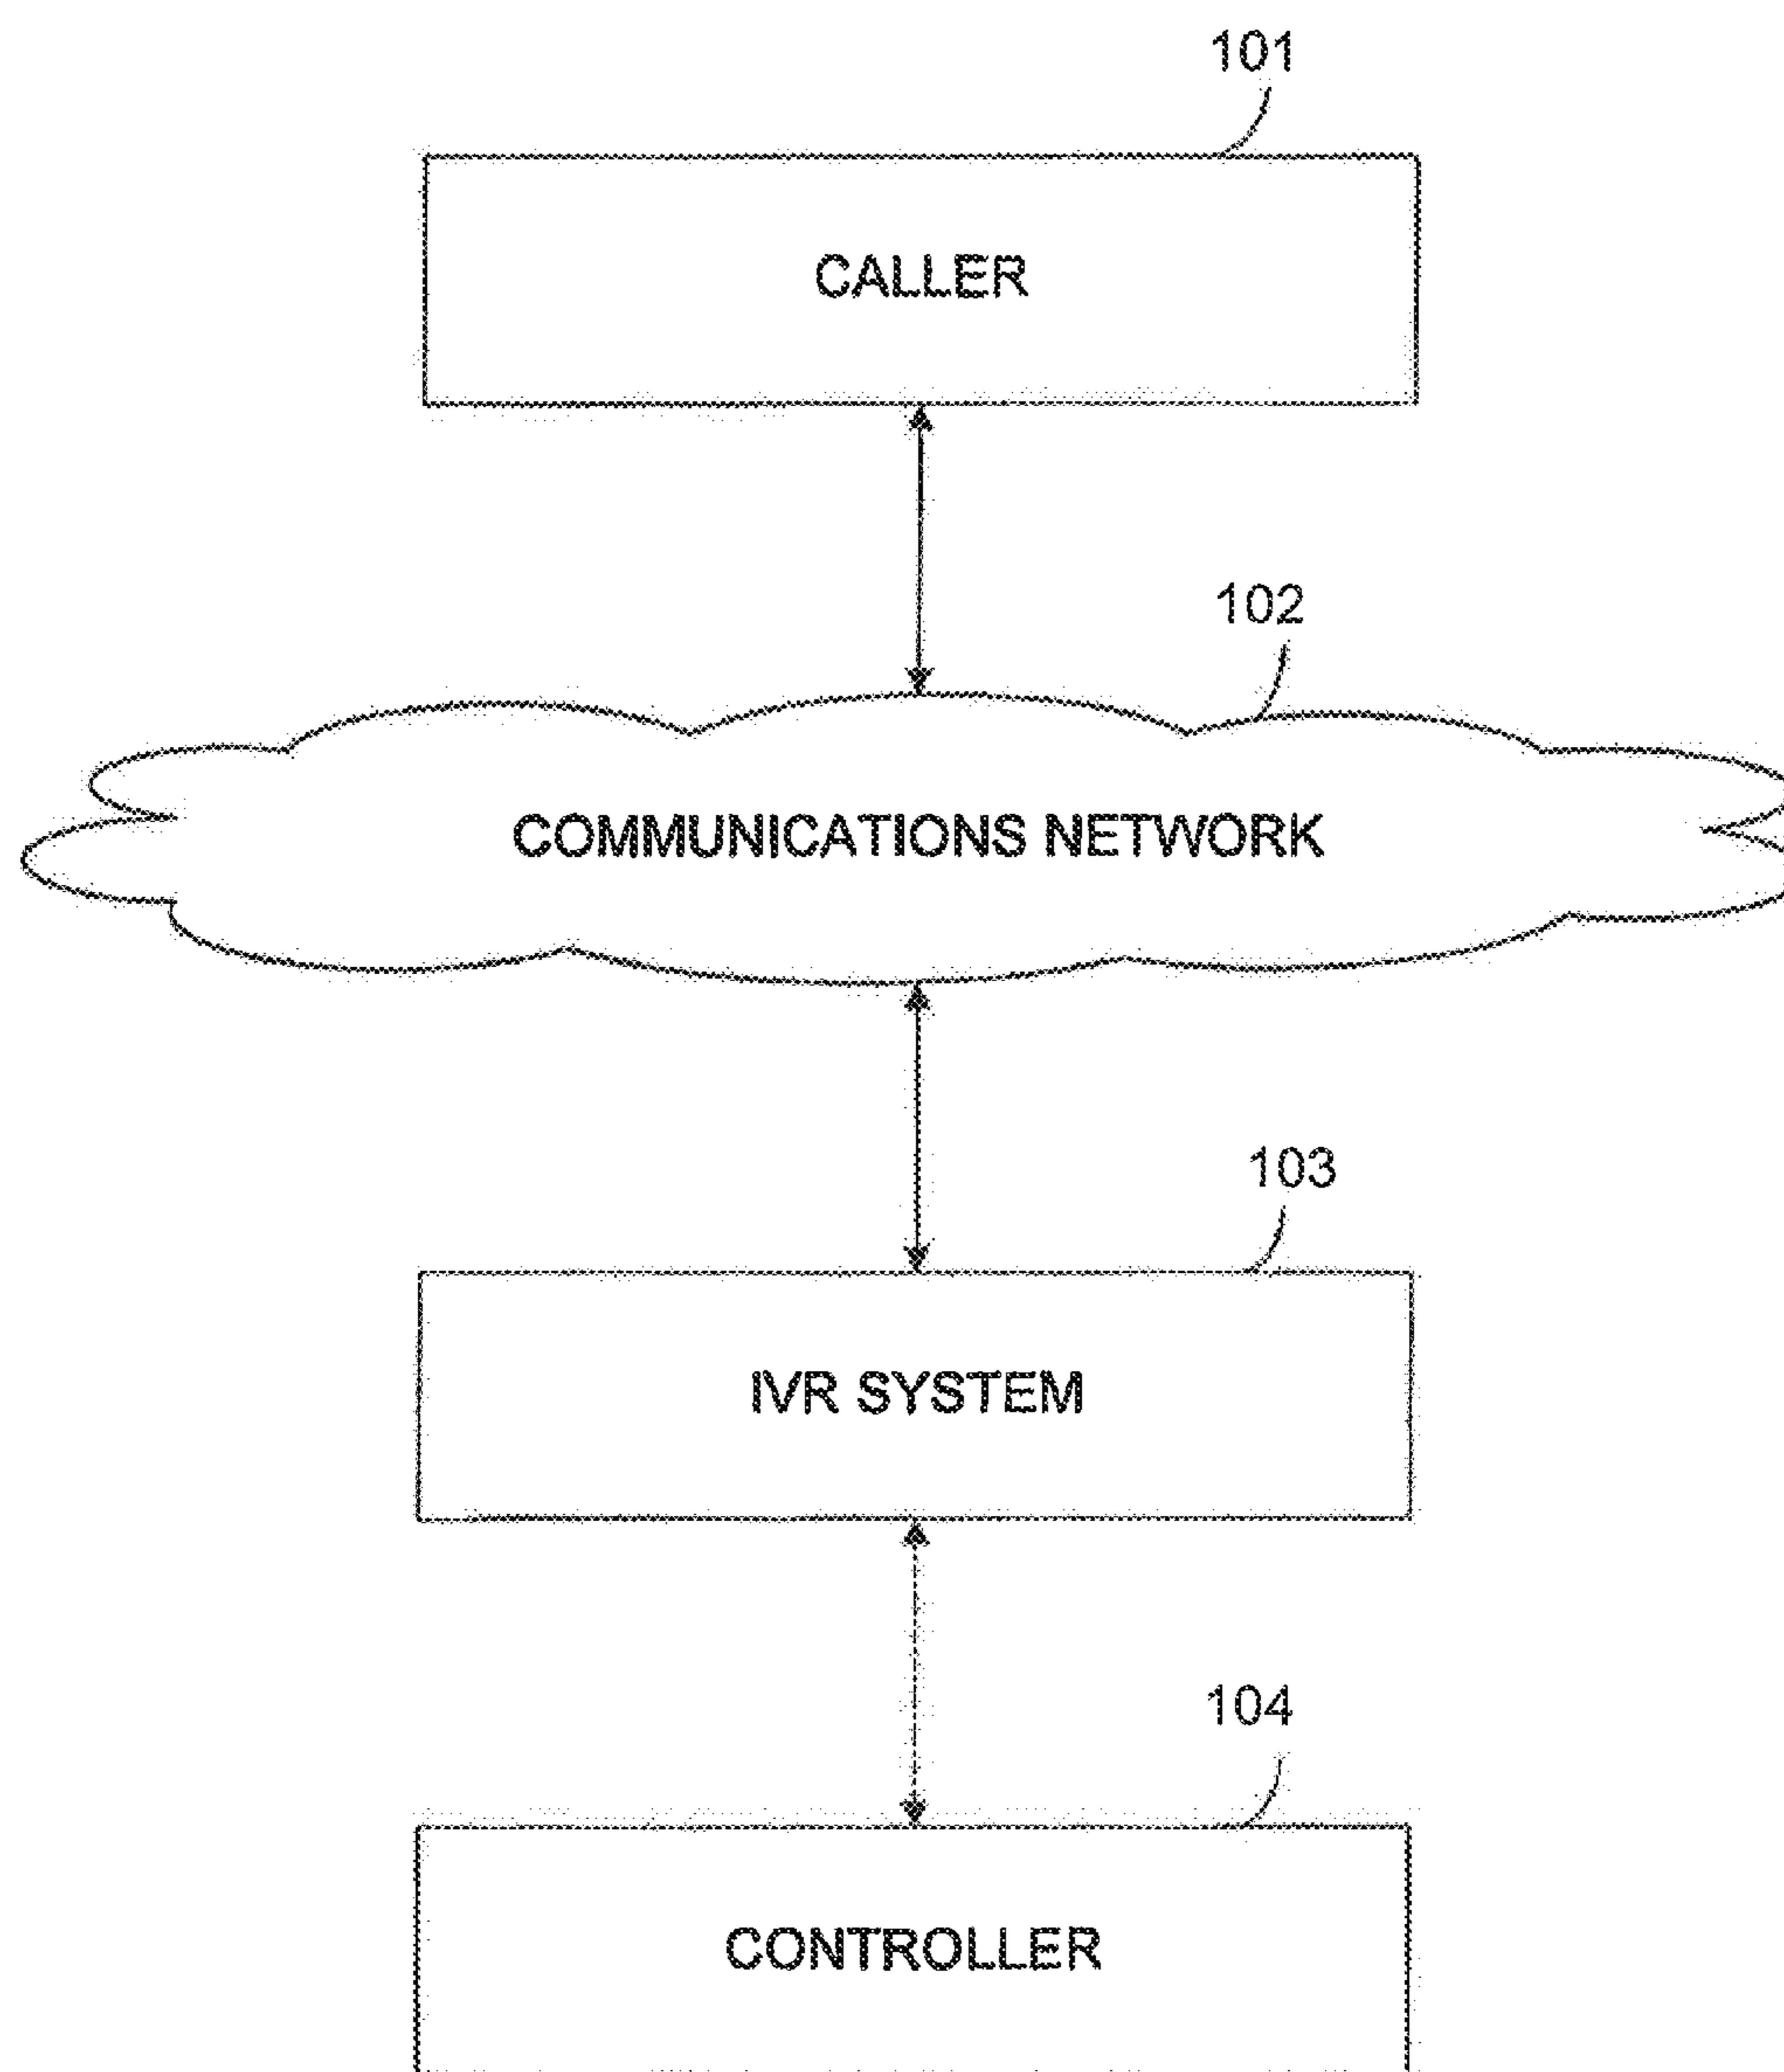 101
CALLER
102
COMMUNICATIONS NETWORK
103
IVR SYSTEM
104
CONTROLLER